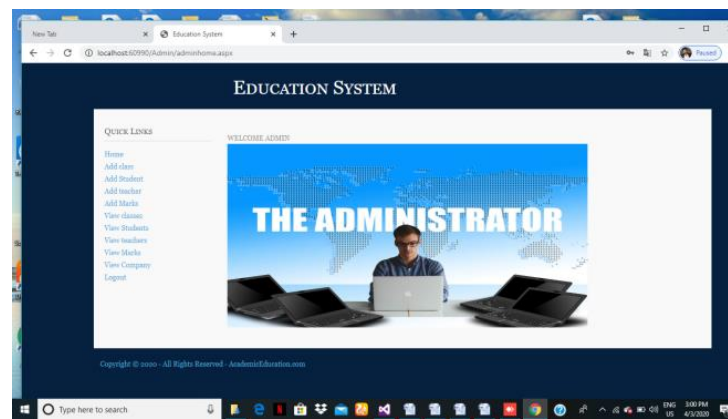 New Tab
Education System
localhost:60990/Admin/adminhome.aspx
Paused
EDUCATION SYSTEM
QUICK LINKS
WELCOME ADMIN
Home
Add class
Add Student
Add teacher
Add Marks
View classes
View Students
View teachers
View Marks
View Company
Logout
THE ADMINISTRATOR
Copyright © 2020 - All Rights Reserved - AcademicEducation.com
Type here to search
ENG
US
3:00 PM
4/3/2020